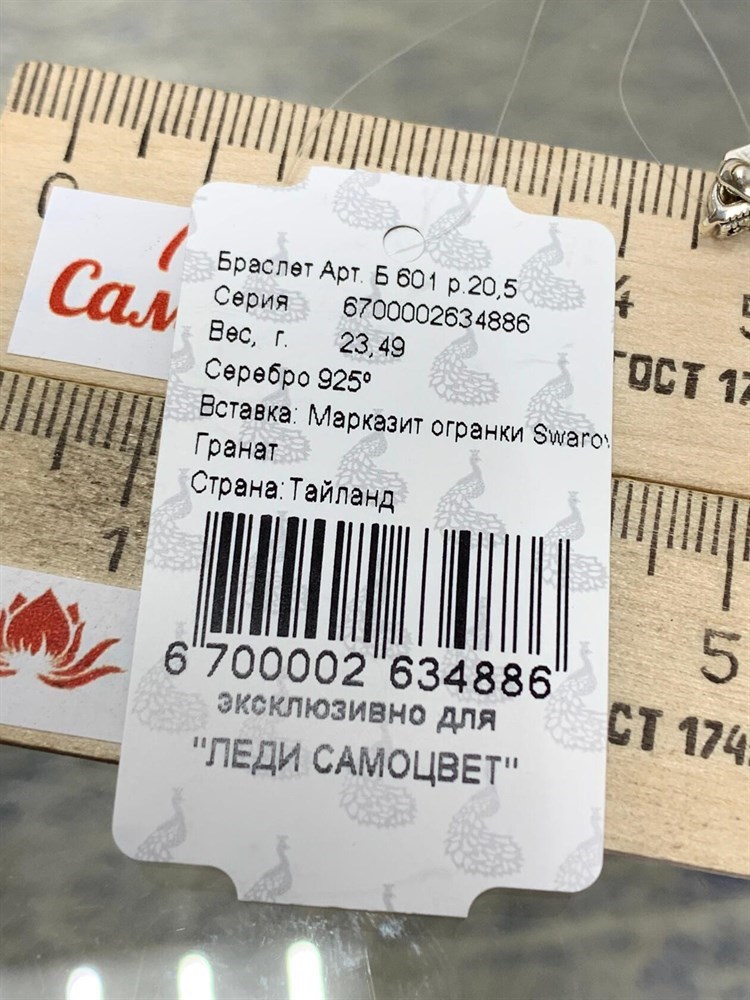 0
Сам
Браслет Арт. Б 601 р.20,5
Серия 6700002634886
Вес, г. 23,49
Серебро 925°
Вставка: Марказит огранки Swarov
Гранат
Страна: Тайланд
6 700002 634886
эксклюзивно для
"ЛЕДИ САМОЦВЕТ"
4
5
ГОСТ 17
1
5
СТ 174